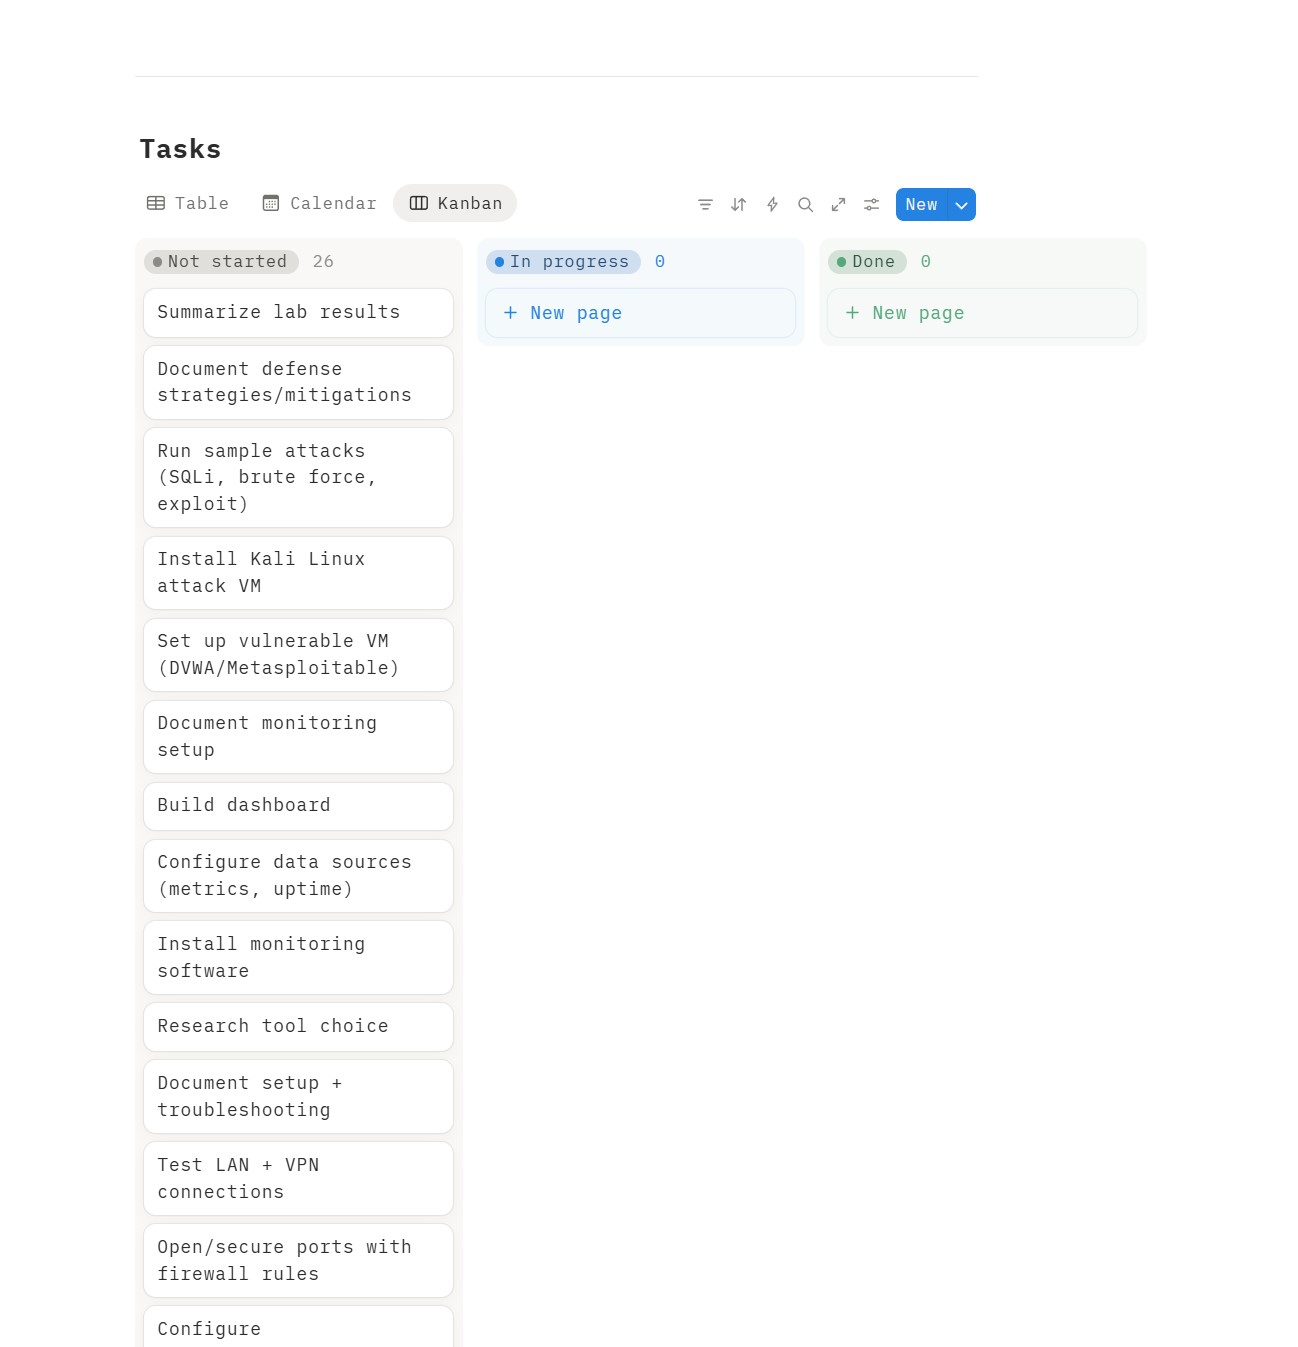 Tasks
Table Calendar Kanban New
Not started 26
In progress 0
Done 0
Summarize lab results
Document defense
strategies/mitigations
Run sample attacks
(SQLi, brute force,
exploit)
Install Kali Linux
attack VM
Set up vulnerable VM
(DVWA/Metasploitable)
Document monitoring
setup
Build dashboard
Configure data sources
(metrics, uptime)
Install monitoring
software
Research tool choice
Document setup +
troubleshooting
Test LAN + VPN
connections
Open/secure ports with
firewall rules
Configure
+ New page
+ New page